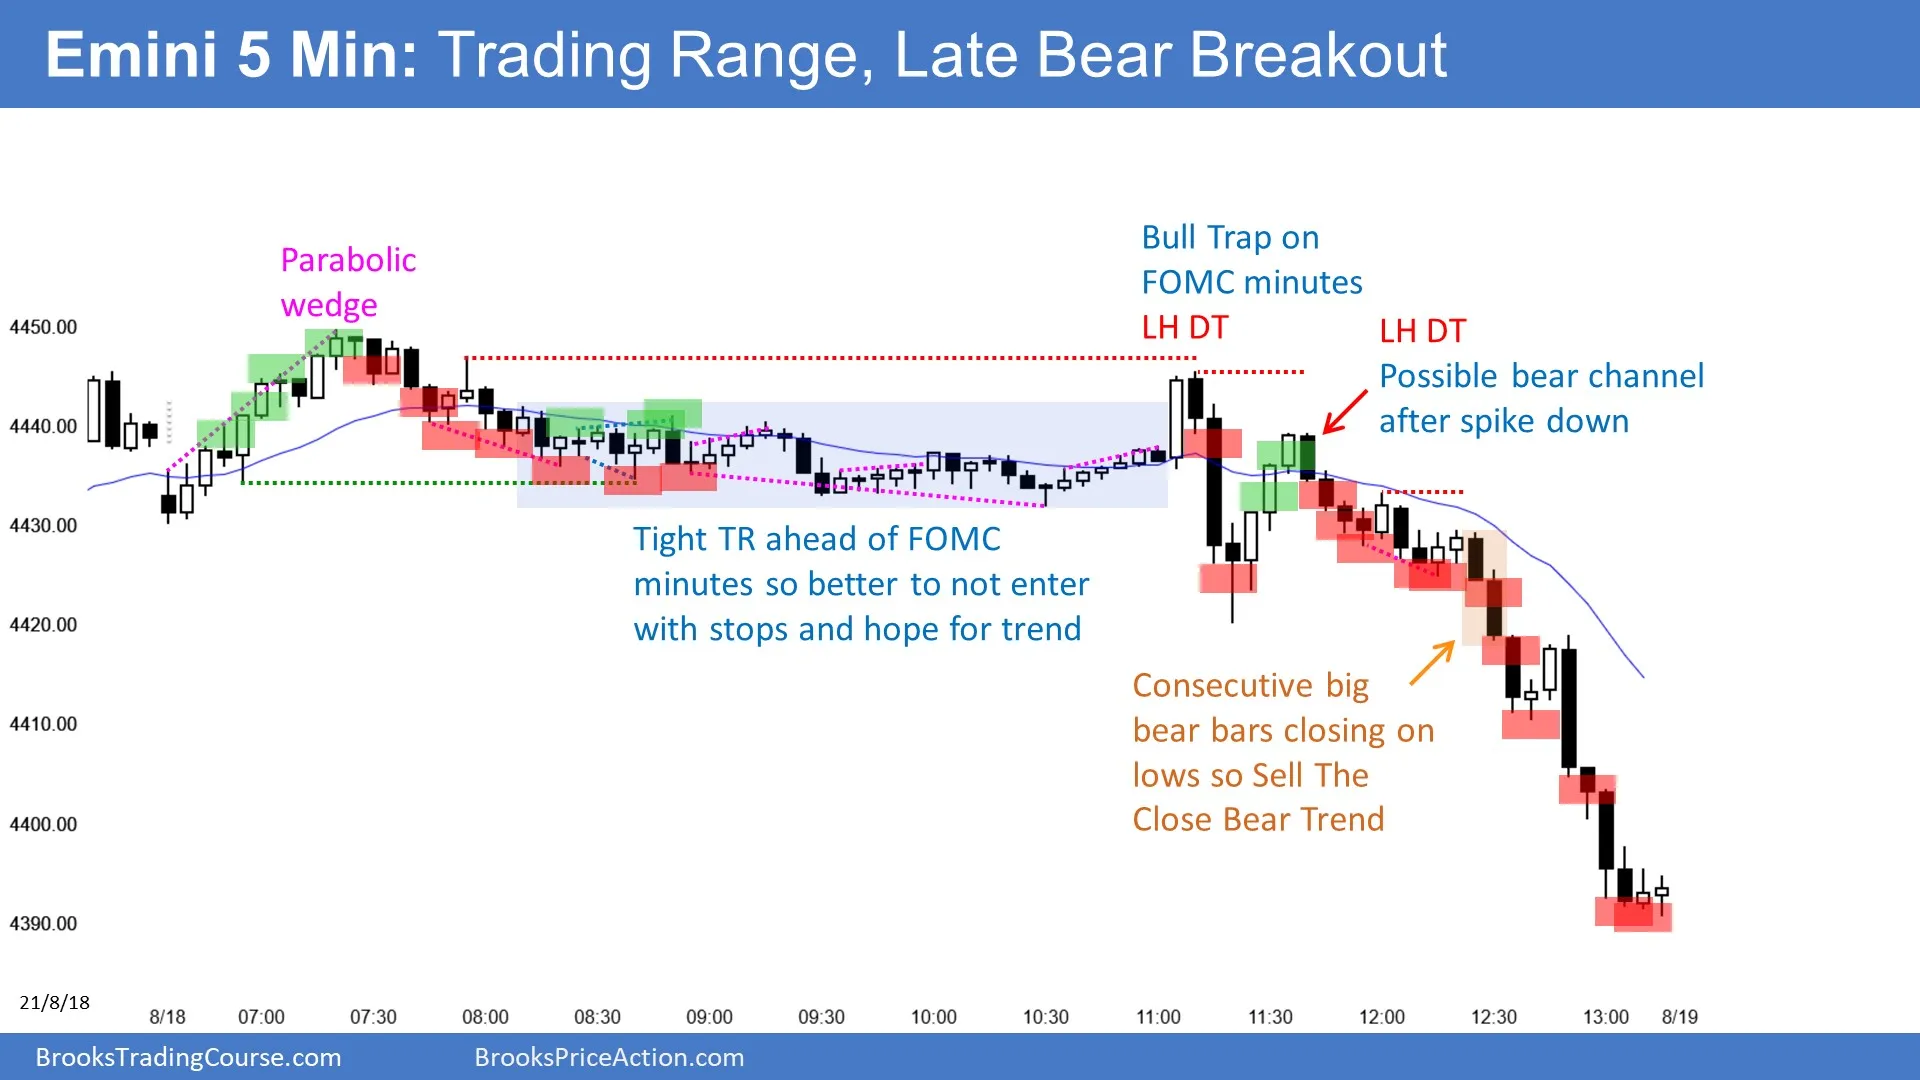 Emini 5 Min: Trading Range, Late Bear Breakout
Parabolic
wedge
Bull Trap on
FOMC minutes
LH DT
LH DT
Possible bear channel
after spike down
Tight TR ahead of FOMC
minutes so better to not enter
with stops and hope for trend
Consecutive big
bear bars closing on
lows so Sell The
Close Bear Trend
4450.00
4440.00
4430.00
4420.00
4410.00
4400.00
4390.00
21/8/18
8/18 07:00 07:30 08:00 08:30 09:00 09:30 10:00 10:30 11:00 11:30 12:00 12:30 13:00 8/19
BrooksTradingCourse.com BrooksPriceAction.com